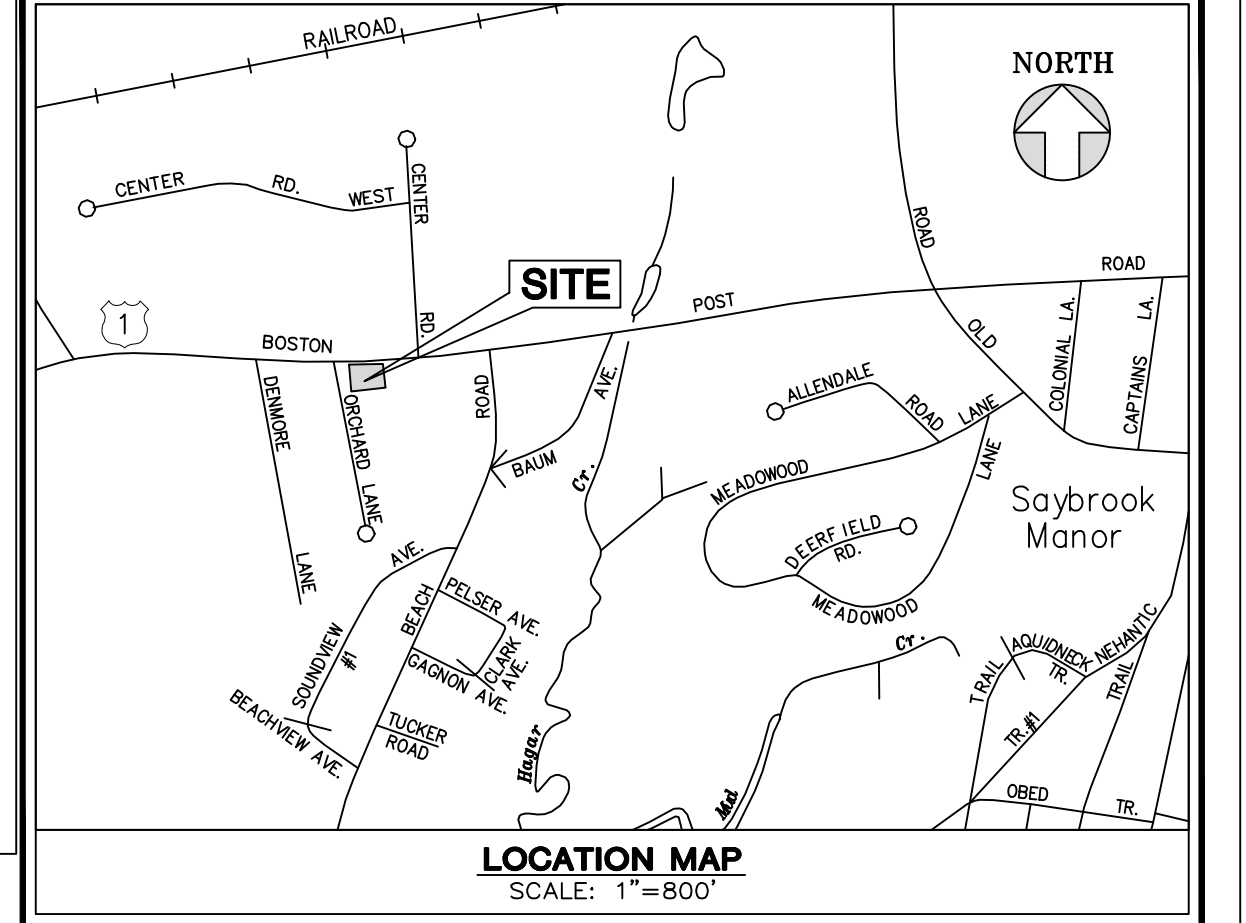 RAILROAD
NORTH
CENTER RD. WEST
CENTER RD.
ROAD
SITE
1
BOSTON POST ROAD
OLD
COLONIAL LA.
CAPTAINS LA.
DENMORE LANE
ORCHARD LANE
ROAD
BAUM AVE.
Cr.
ALLENDALE ROAD
LANE
MEADOWOOD
LANE
DEERFIELD RD.
MEADOWOOD
Saybrook
Manor
AVE.
SOUNDVIEW
#1
BEACH
PELSER AVE.
CLARK
AVE.
GAGNON AVE.
BEACHVIEW AVE.
TUCKER
ROAD
Hagar
Cr.
Mud
TRAIL
AQUIDNECK
TR.
NEHANTIC
TRAIL
TR.#1
OBED TR.
LOCATION MAP
SCALE: 1"=800'